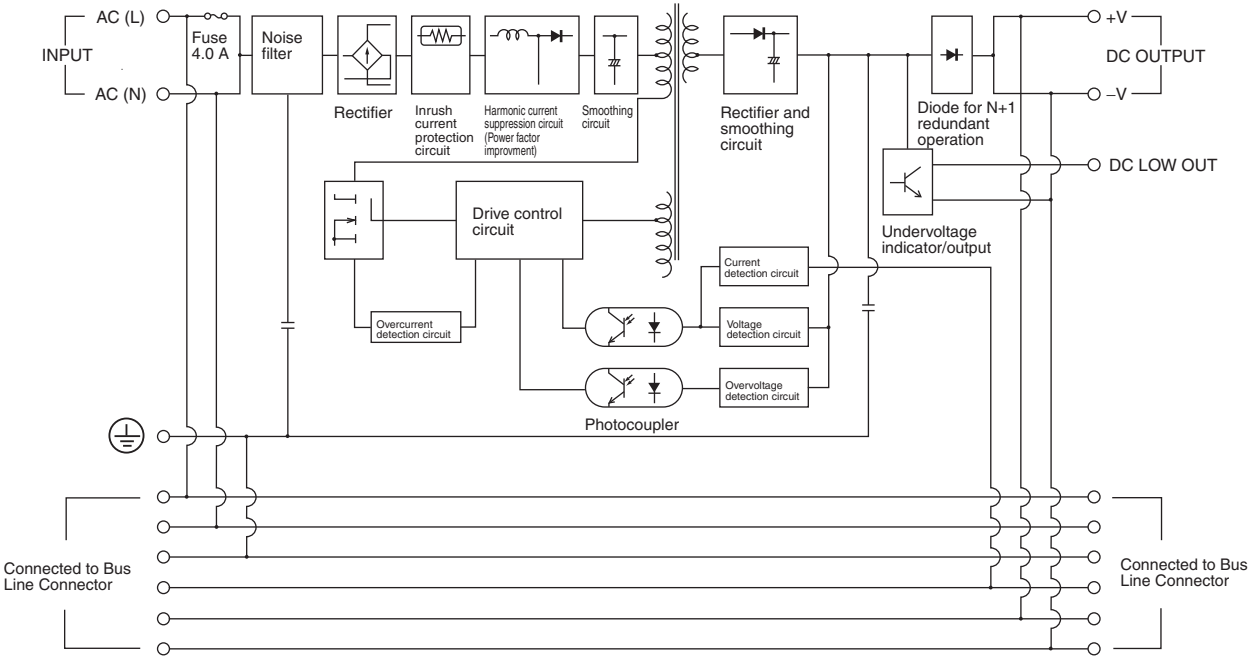 AC (L)
INPUT
AC (N)
Fuse
4.0 A
Noise
filter
Rectifier
Inrush
current
protection
circuit
Harmonic current
suppression circuit
(Power factor
improvment)
Smoothing
circuit
Rectifier and
smoothing
circuit
Diode for N+1
redundant
operation
+V
DC OUTPUT
–V
DC LOW OUT
Undervoltage
indicator/output
Drive control
circuit
Overcurrent
detection circuit
Current
detection circuit
Voltage
detection circuit
Overvoltage
detection circuit
Photocoupler
Connected to Bus
Line Connector
Connected to Bus
Line Connector